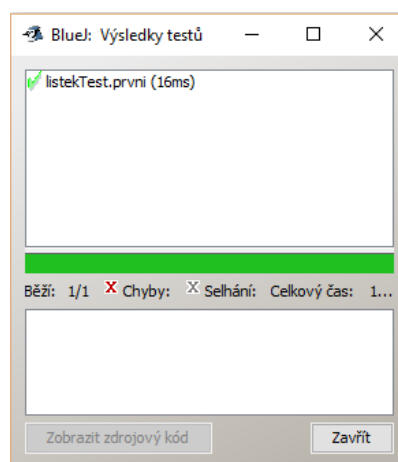 BlueJ: Výsledky testů
listekTest.prvni (16ms)
Běží: 1/1 X Chyby: X Selhání: Celkový čas: 1...
Zobrazit zdrojový kód Zavřít